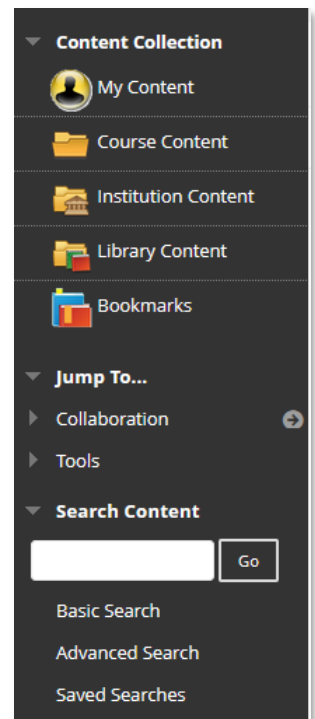 Content Collection
My Content
Course Content
Institution Content
Library Content
Bookmarks
Jump To...
Collaboration
Tools
Search Content
Go
Basic Search
Advanced Search
Saved Searches